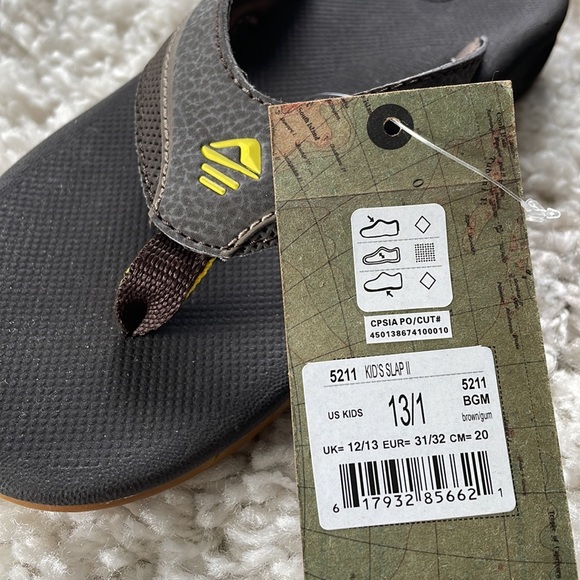 CPSIA PO/CUT#
450138674100010
5211 KID'S SLAP II 5211
US KIDS 13/1 BGM
brown/gum
UK= 12/13 EUR= 31/32 CM= 20
6 17932 85662 1